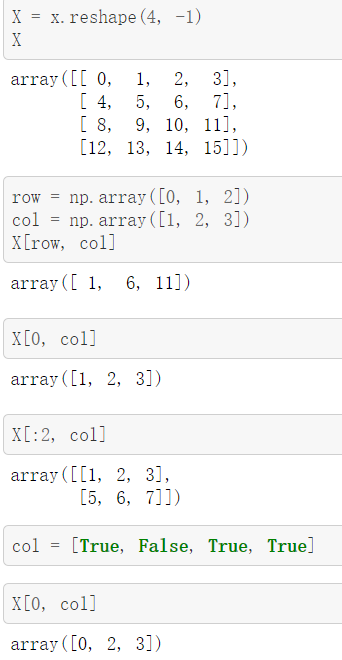 X = x.reshape(4, -1)
X
array([[ 0,  1,  2,  3],
       [ 4,  5,  6,  7],
       [ 8,  9, 10, 11],
       [12, 13, 14, 15]])
row = np.array([0, 1, 2])
col = np.array([1, 2, 3])
X[row, col]
array([ 1,  6, 11])
X[0, col]
array([1, 2, 3])
X[:2, col]
array([[1, 2, 3],
       [5, 6, 7]])
col = [True, False, True, True]
X[0, col]
array([0, 2, 3])